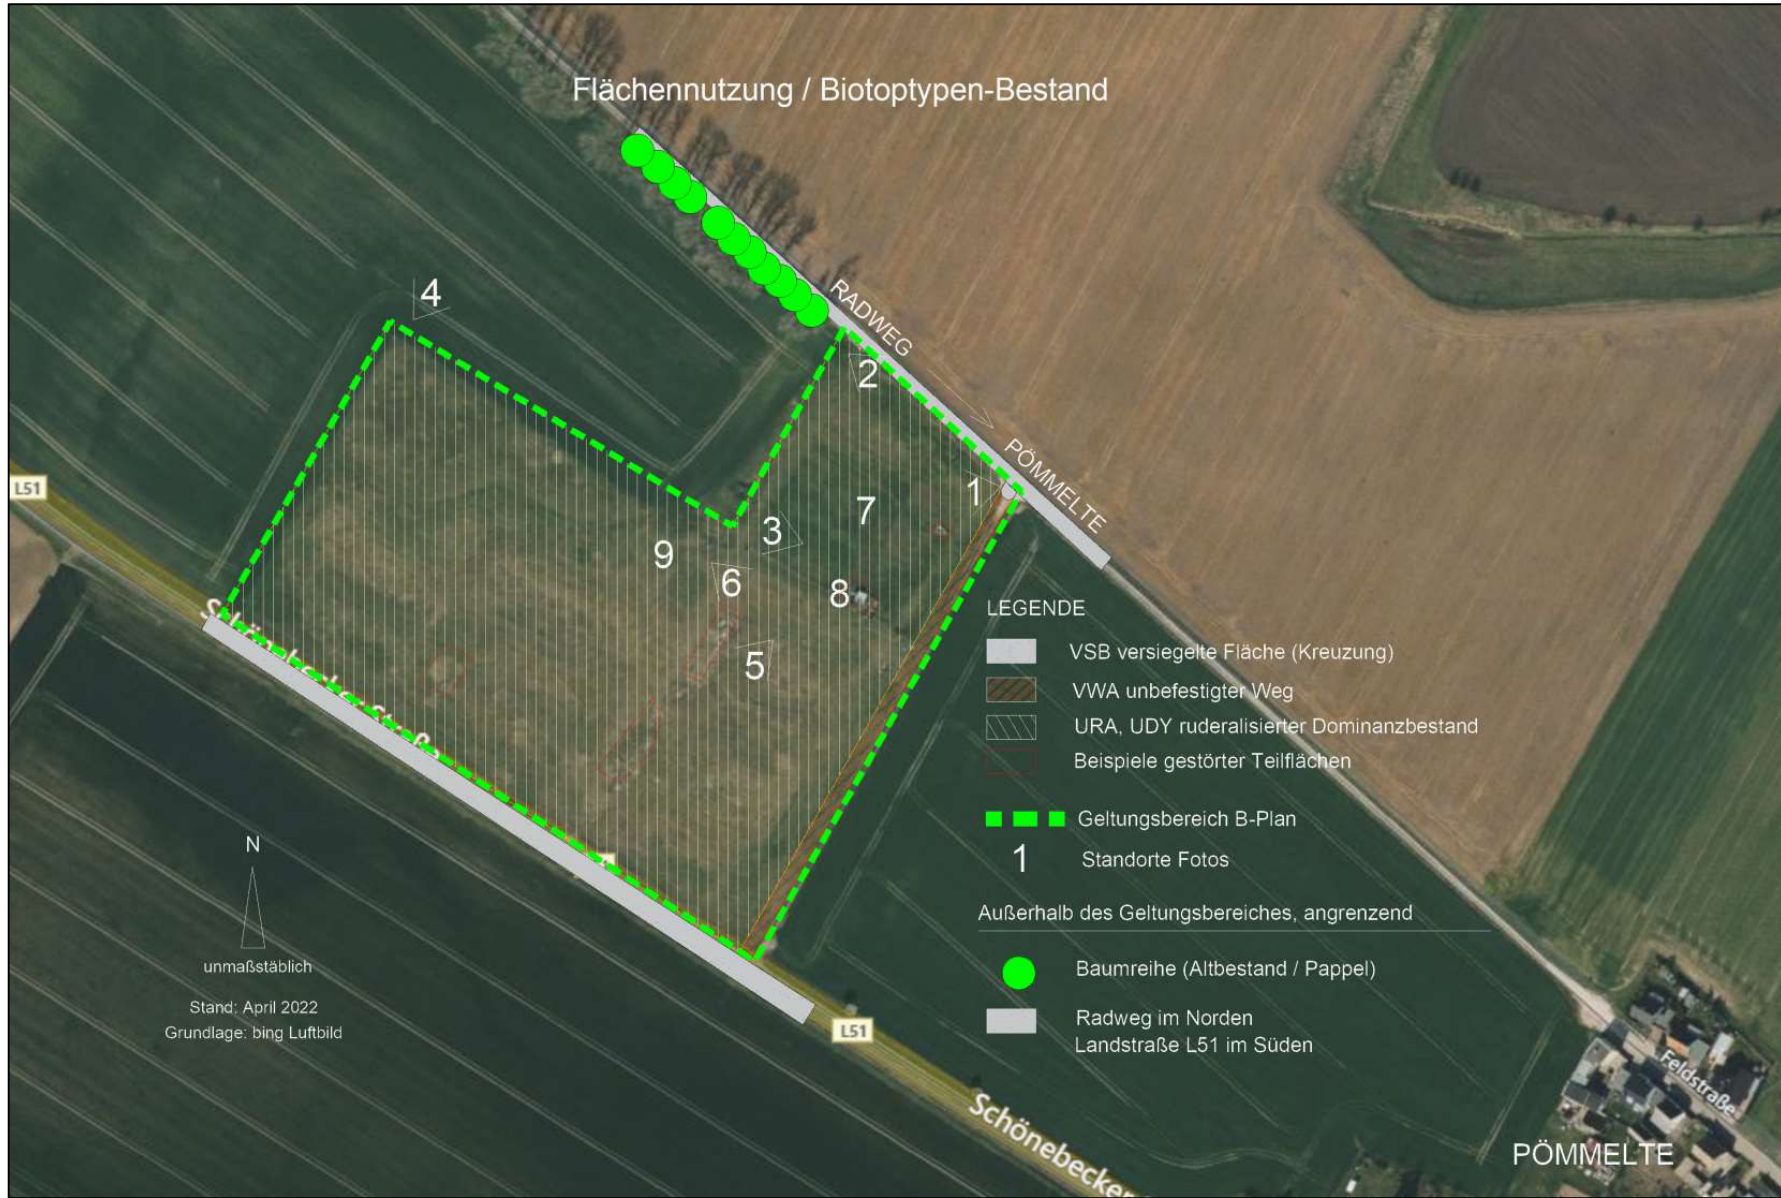 Flächennutzung / Biotoptypen-Bestand
4
RADWEG
2
PÖMMELTE
L51
1
7
3
9
6
8
5
LEGENDE
VSB versiegelte Fläche (Kreuzung)
VWA unbefestigter Weg
URA, UDY ruderalisierter Dominanzbestand
Beispiele gestörter Teilflächen
Geltungsbereich B-Plan
1 Standorte Fotos
Außerhalb des Geltungsbereiches, angrenzend
Baumreihe (Altbestand / Pappel)
Radweg im Norden
Landstraße L51 im Süden
N
unmaßstäblich
Stand: April 2022
Grundlage: bing Luftbild
L51
Schönebecker
Feldstraße
PÖMMELTE